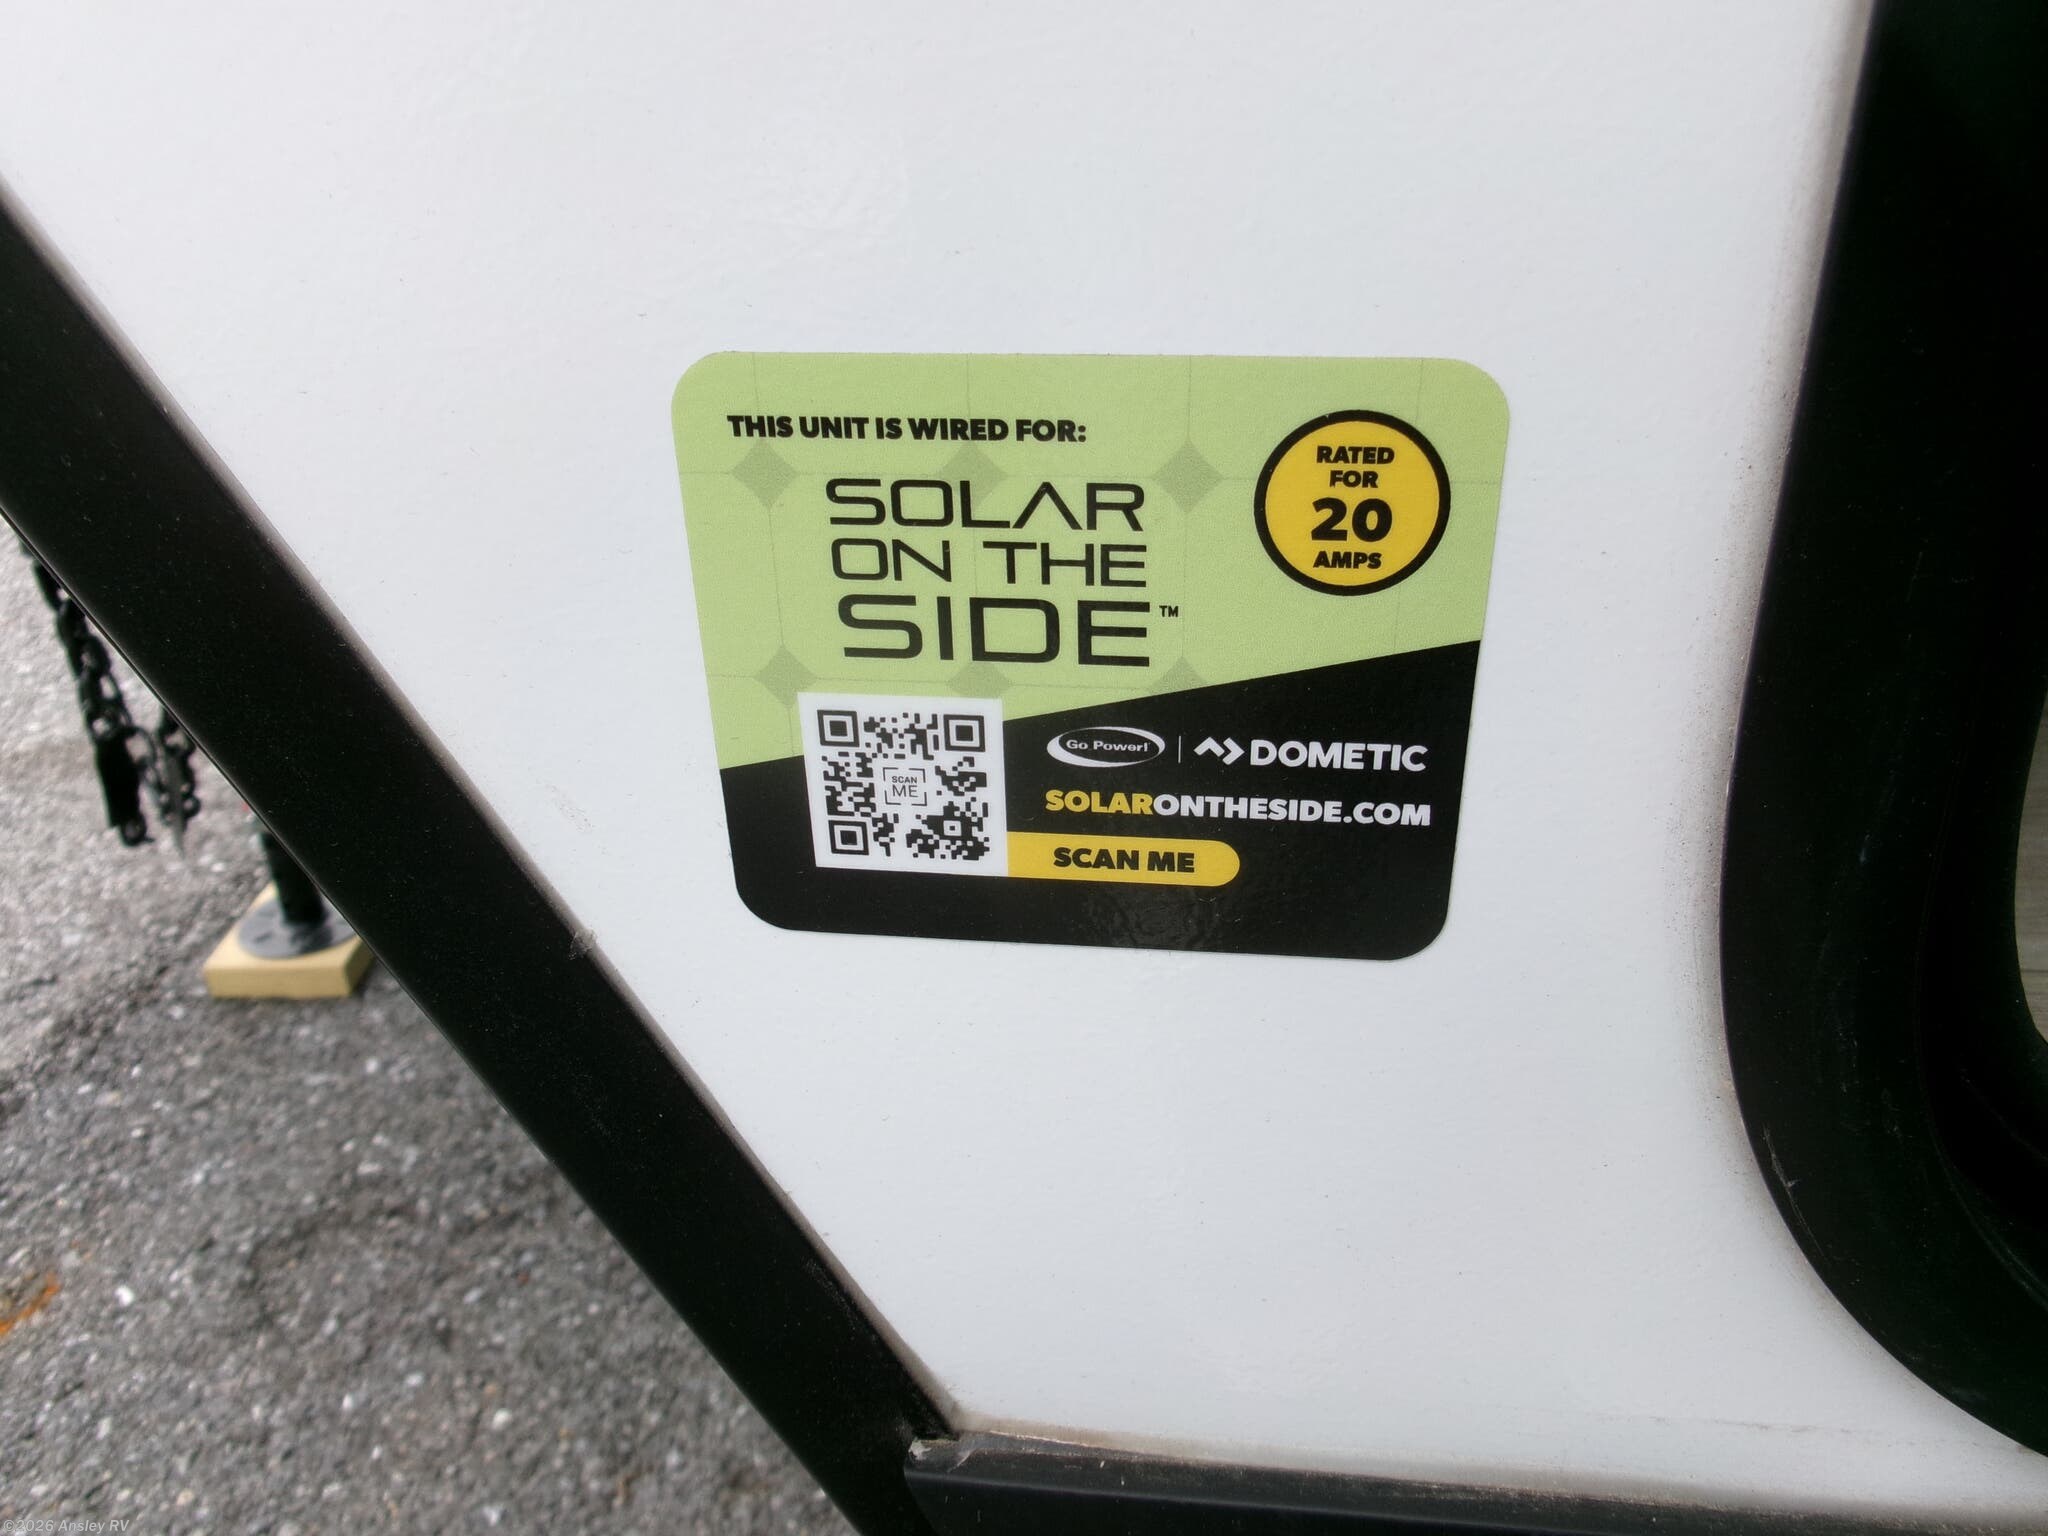 THIS UNIT IS WIRED FOR:
RATED
FOR
20
AMPS
SOLAR
ON THE
SIDE™
SCAN
ME
Go Power!
DOMETIC
SOLARONTHESIDE.COM
SCAN ME
©2026 Ansley RV